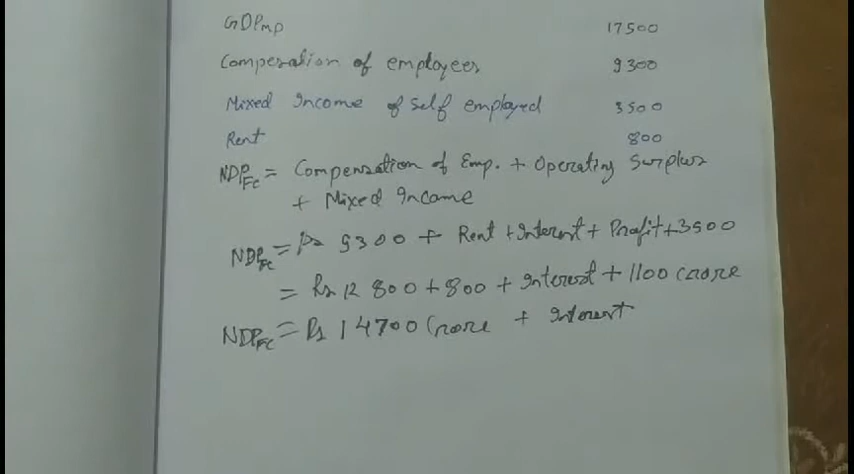 GDPMP 17500
Compensation of employees 9300
Mixed Income of self employed 3500
Rent 800
NDPFC = Compensation of Emp. + Operating Surplus
+ Mixed Income
NDPFC = Rs 9300 + Rent + Interest + Profit + 3500
= Rs 12 800 + 800 + Interest + 1100 crore
NDPFC = Rs 14700 Crore + Interest